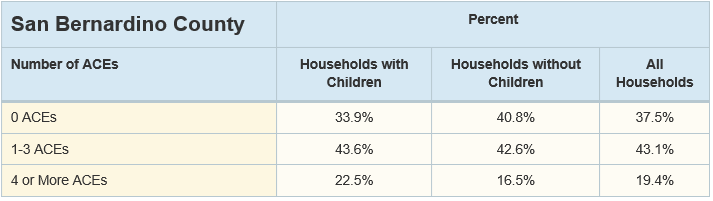 San Bernardino County Percent
Number of ACEs Households with Children Households without Children All Households
0 ACEs 33.9% 40.8% 37.5%
1-3 ACEs 43.6% 42.6% 43.1%
4 or More ACEs 22.5% 16.5% 19.4%